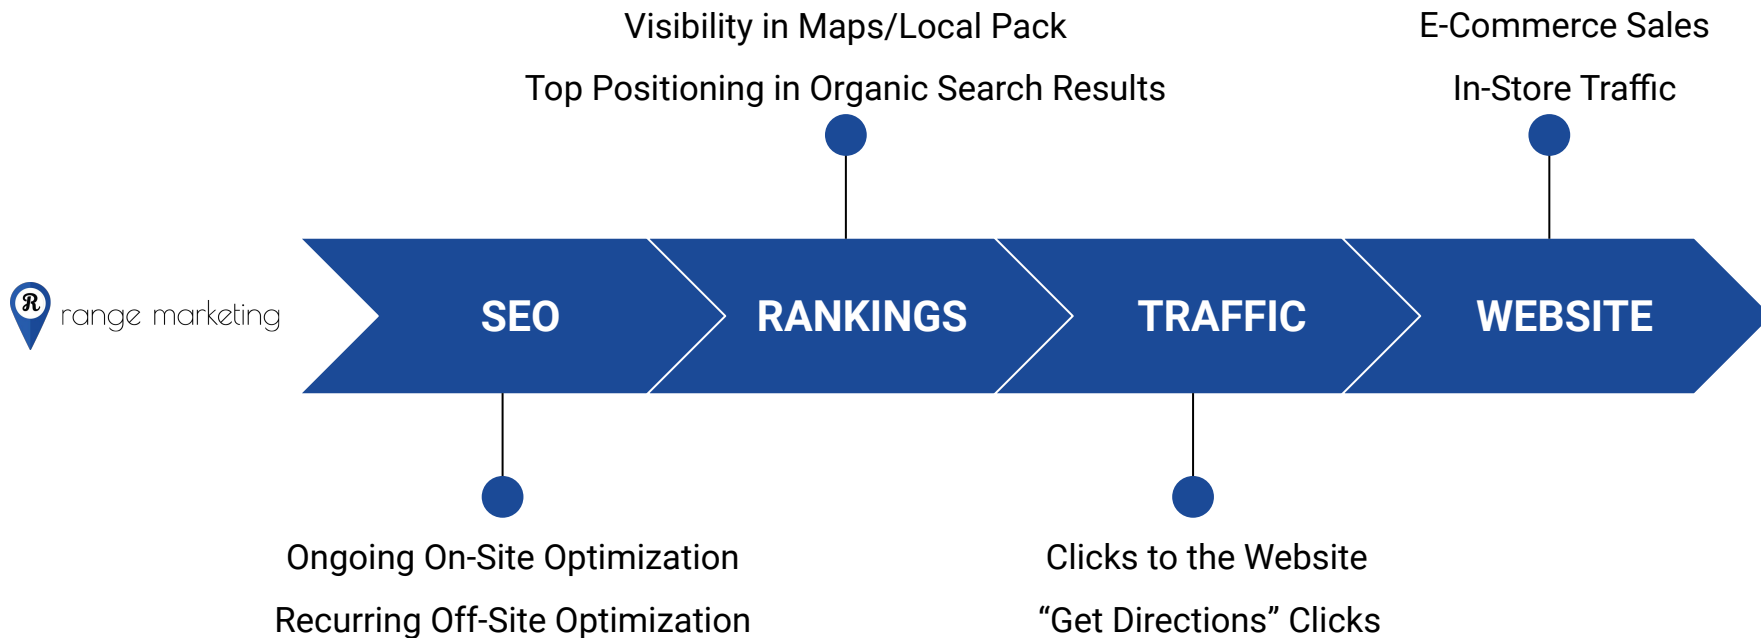 Visibility in Maps/Local Pack
Top Positioning in Organic Search Results
E-Commerce Sales
In-Store Traffic
R
range marketing
SEO
RANKINGS
TRAFFIC
WEBSITE
Ongoing On-Site Optimization
Recurring Off-Site Optimization
Clicks to the Website
“Get Directions” Clicks